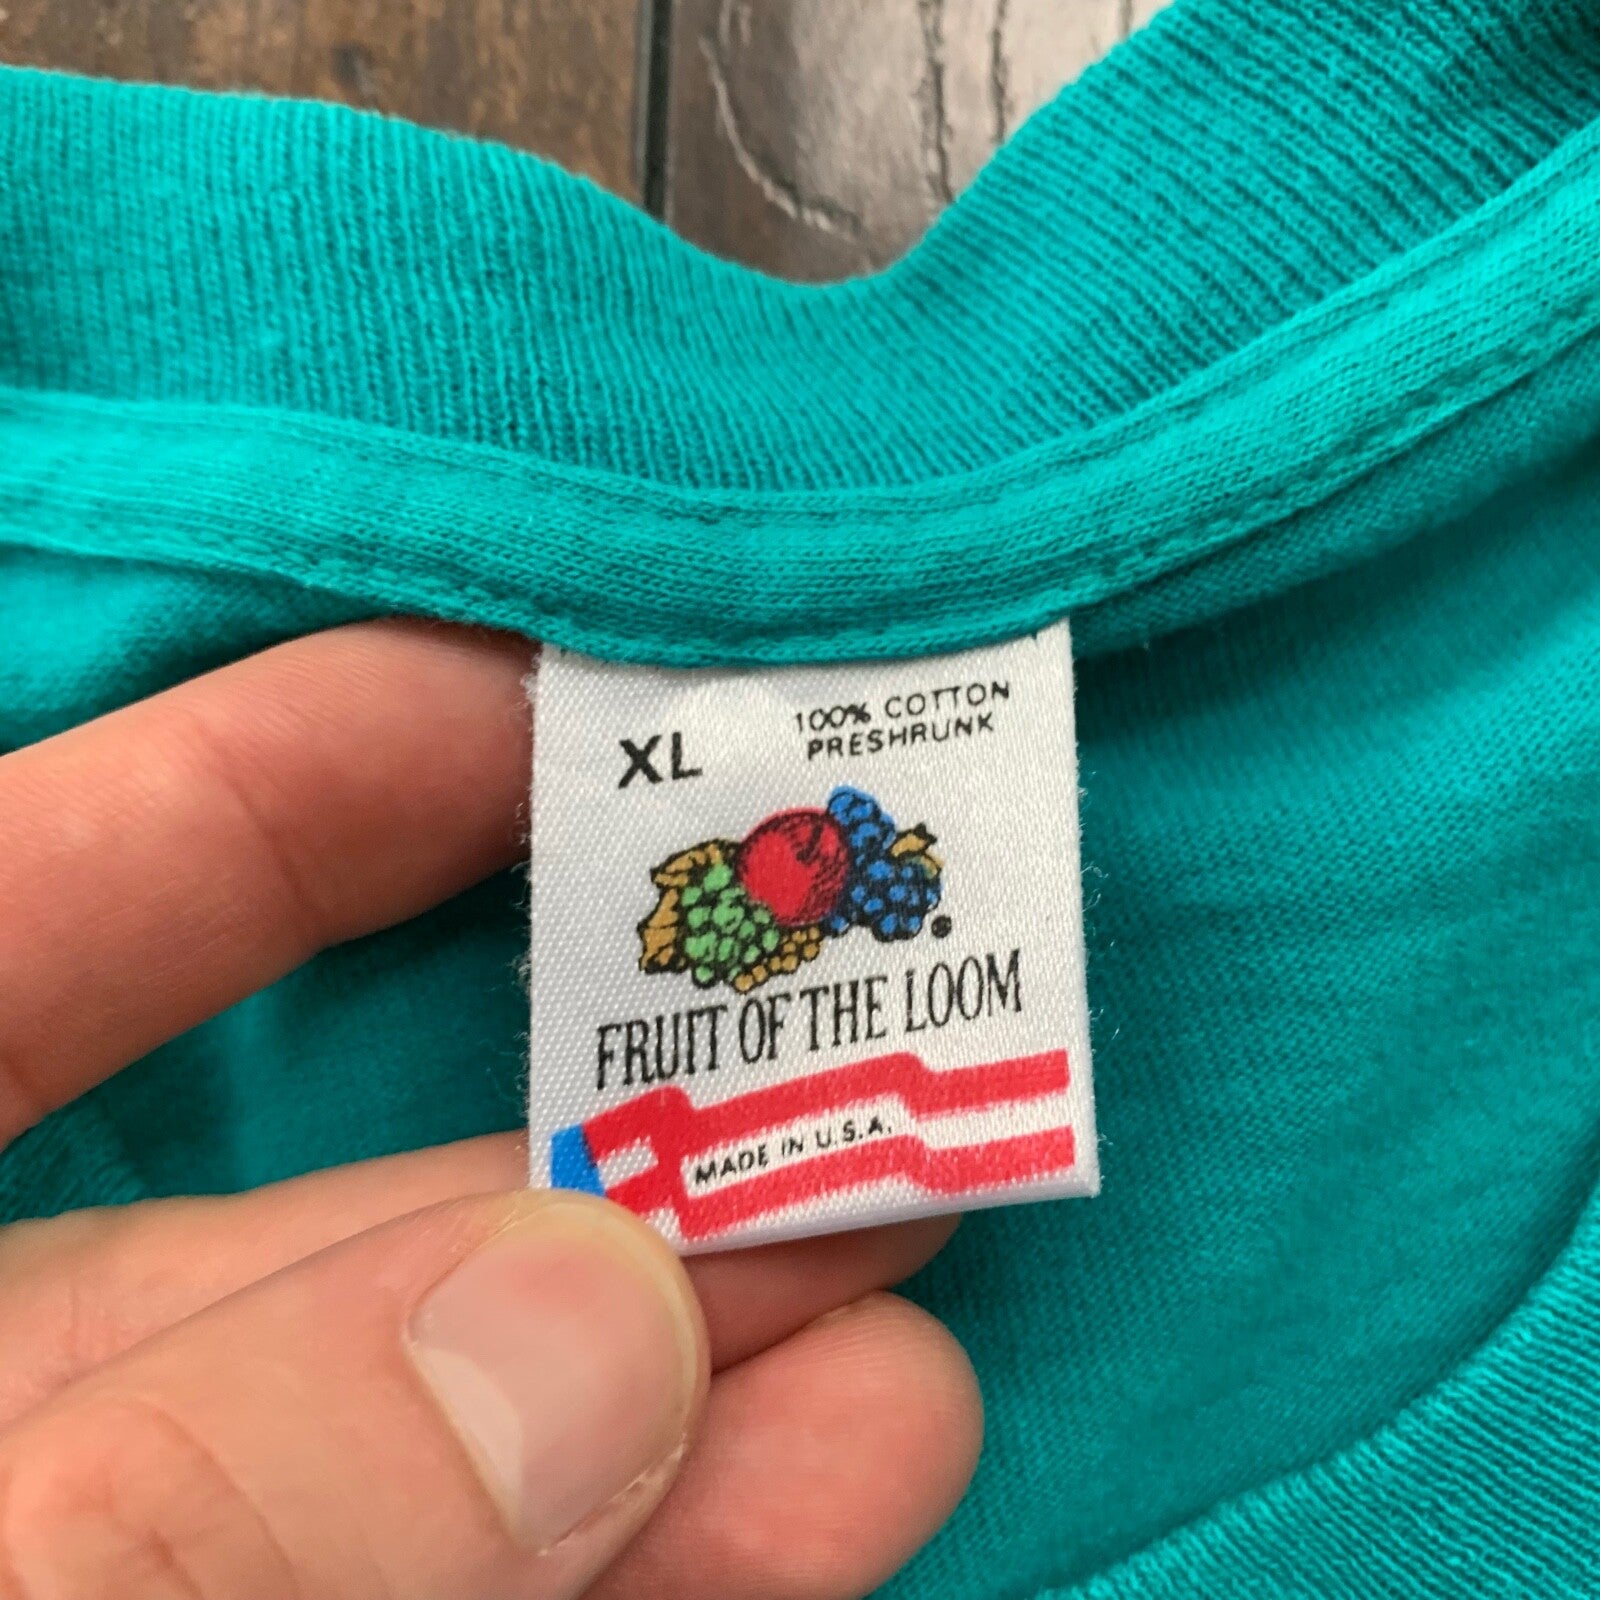 XL
100% COTTON
PRESHRUNK
®
FRUIT OF THE LOOM
MADE IN U.S.A.